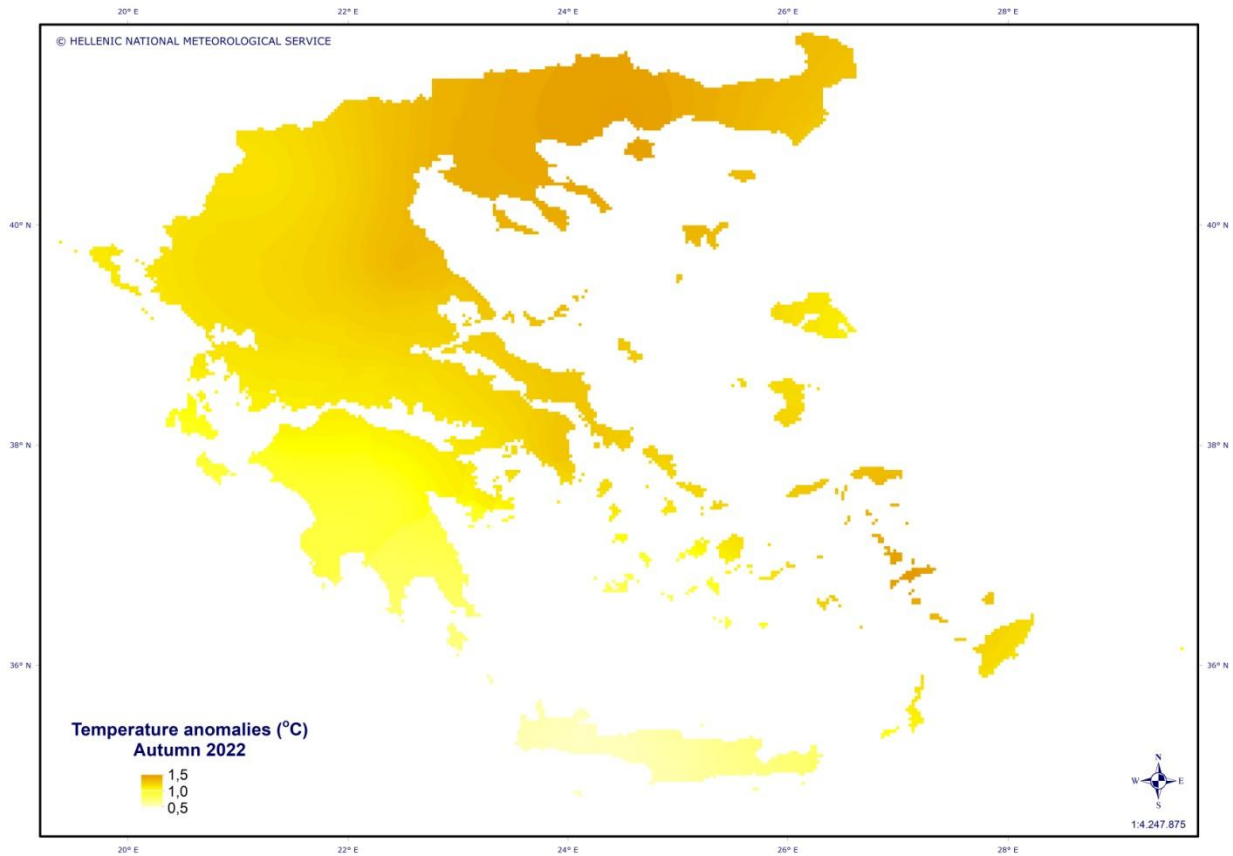 20° E 22° E 24° E 26° E 28° E
© HELLENIC NATIONAL METEOROLOGICAL SERVICE
40° N 40° N
38° N 38° N
36° N 36° N
Temperature anomalies (°C)
Autumn 2022
1,5
1,0
0,5
N
W E
S
1:4.247.875
20° E 22° E 24° E 26° E 28° E